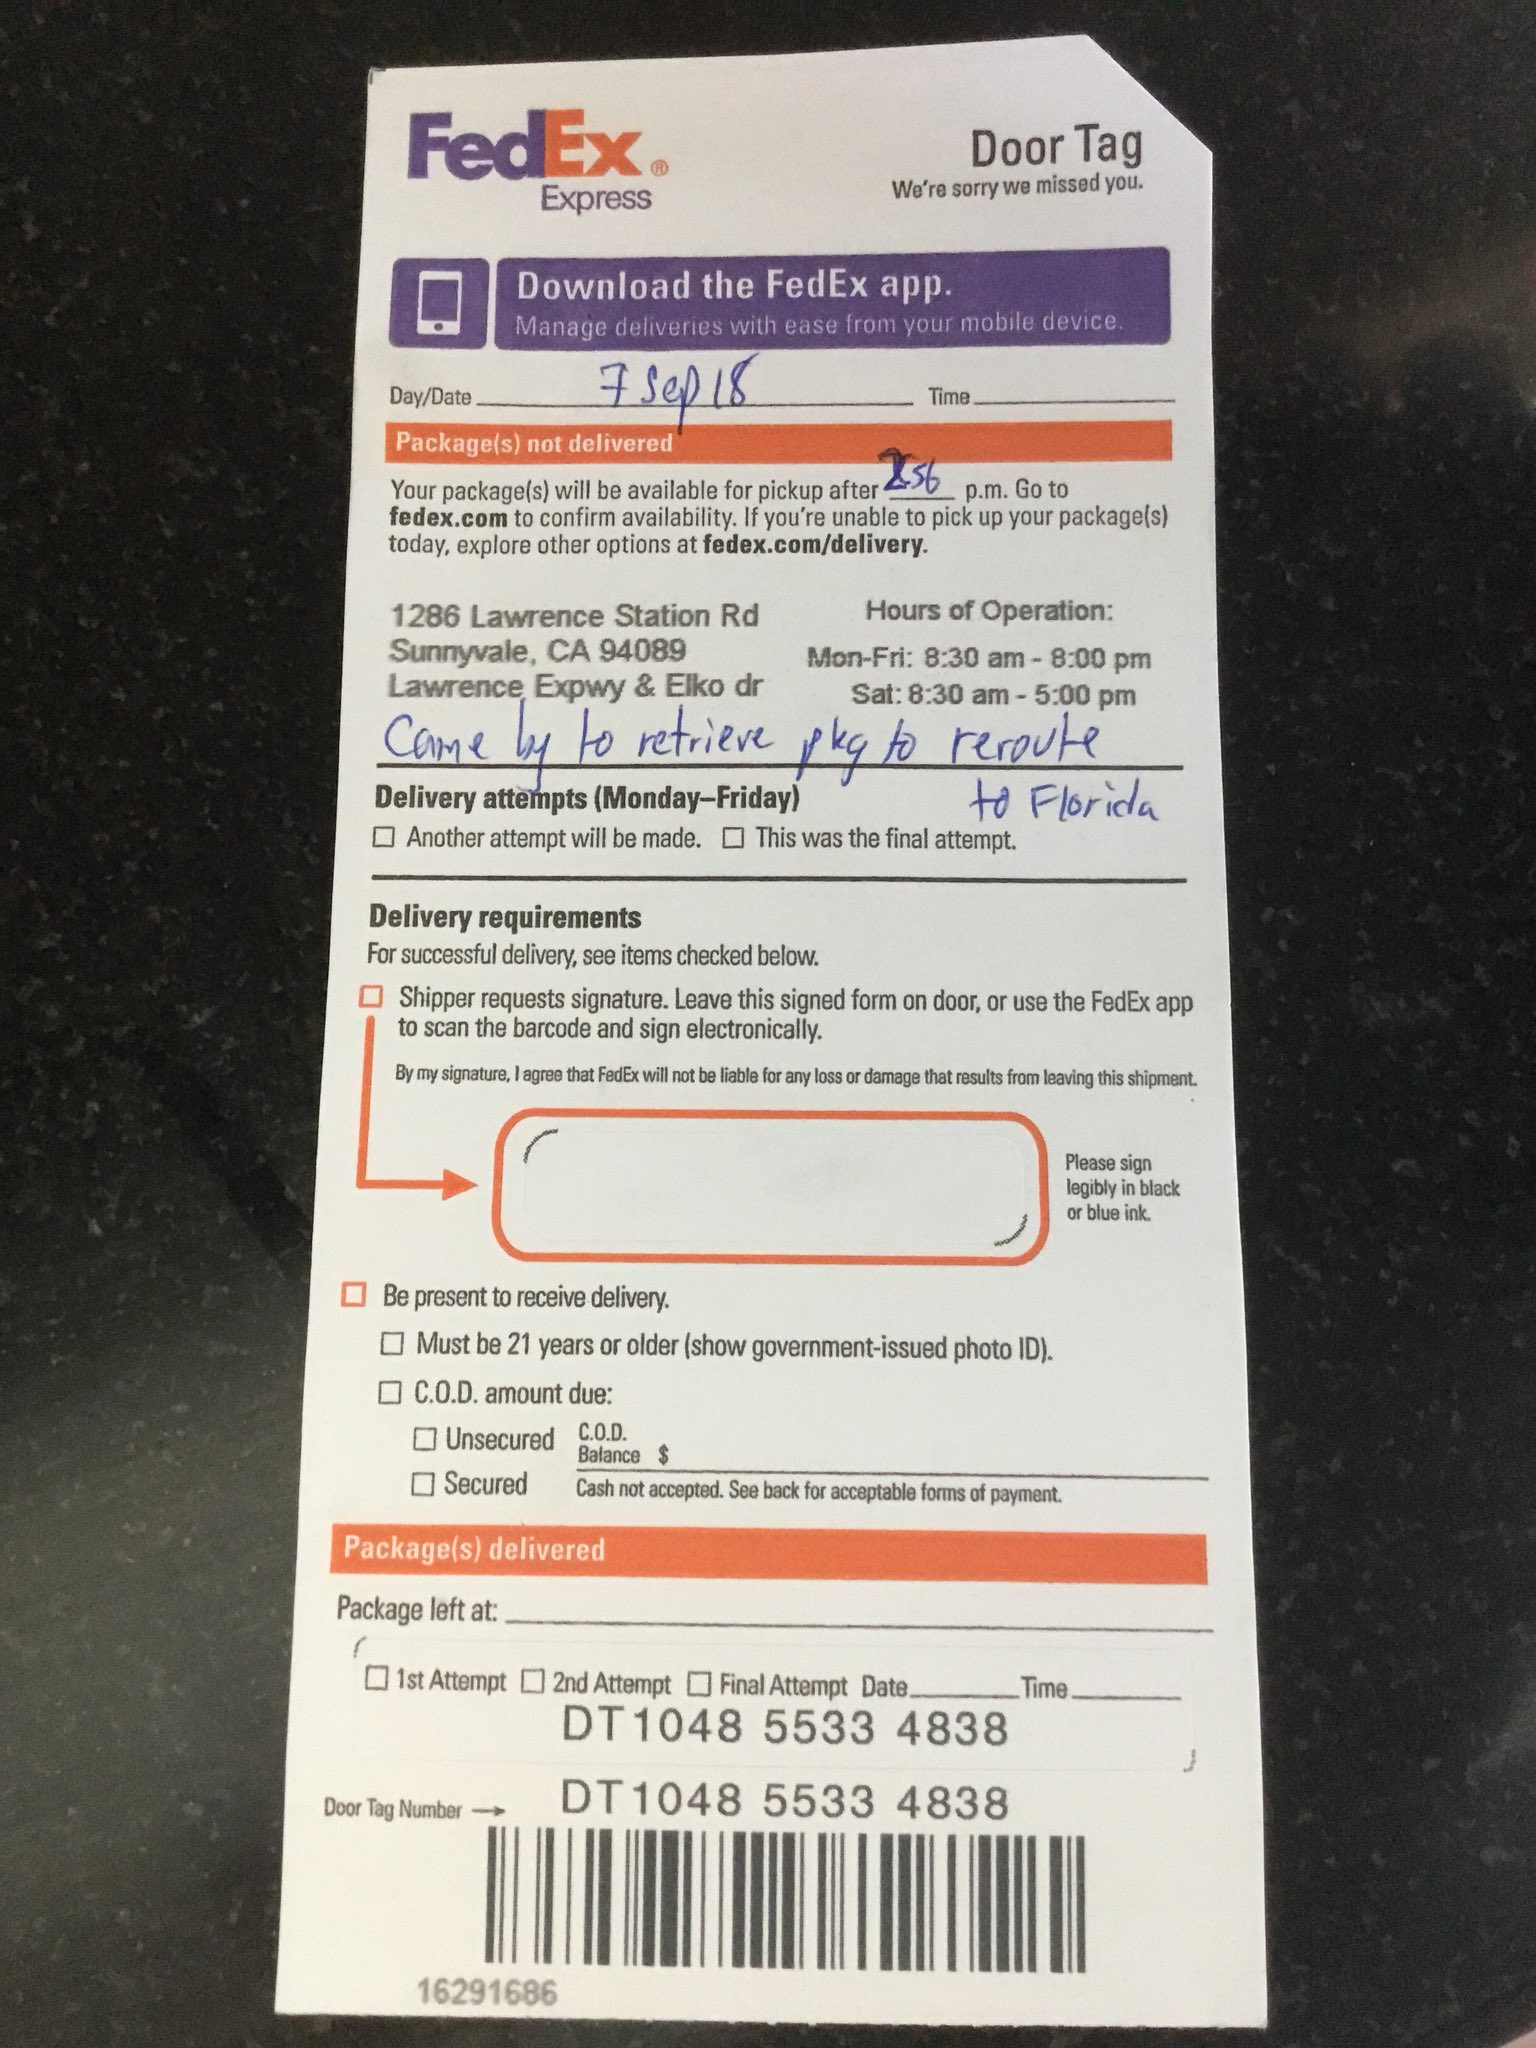 FedEx®
Express
Door Tag
We're sorry we missed you.
Download the FedEx app.
Manage deliveries with ease from your mobile device.
Day/Date 7 Sep 18 Time
Package(s) not delivered
Your package(s) will be available for pickup after 256 p.m. Go to
fedex.com to confirm availability. If you're unable to pick up your package(s)
today, explore other options at fedex.com/delivery.
1286 Lawrence Station Rd
Sunnyvale, CA 94089
Lawrence Expwy & Elko dr
Hours of Operation:
Mon-Fri: 8:30 am - 8:00 pm
Sat: 8:30 am - 5:00 pm
Came by to retrieve pkg to reroute
to Florida
Delivery attempts (Monday–Friday)
Another attempt will be made. This was the final attempt.
Delivery requirements
For successful delivery, see items checked below.
Shipper requests signature. Leave this signed form on door, or use the FedEx app
to scan the barcode and sign electronically.
By my signature, I agree that FedEx will not be liable for any loss or damage that results from leaving this shipment.
Please sign
legibly in black
or blue ink.
Be present to receive delivery.
Must be 21 years or older (show government-issued photo ID).
C.O.D. amount due:
Unsecured
Secured
C.O.D.
Balance $
Cash not accepted. See back for acceptable forms of payment.
Package(s) delivered
Package left at:
1st Attempt 2nd Attempt Final Attempt Date Time
DT1048 5533 4838
Door Tag Number → DT1048 5533 4838
16291686